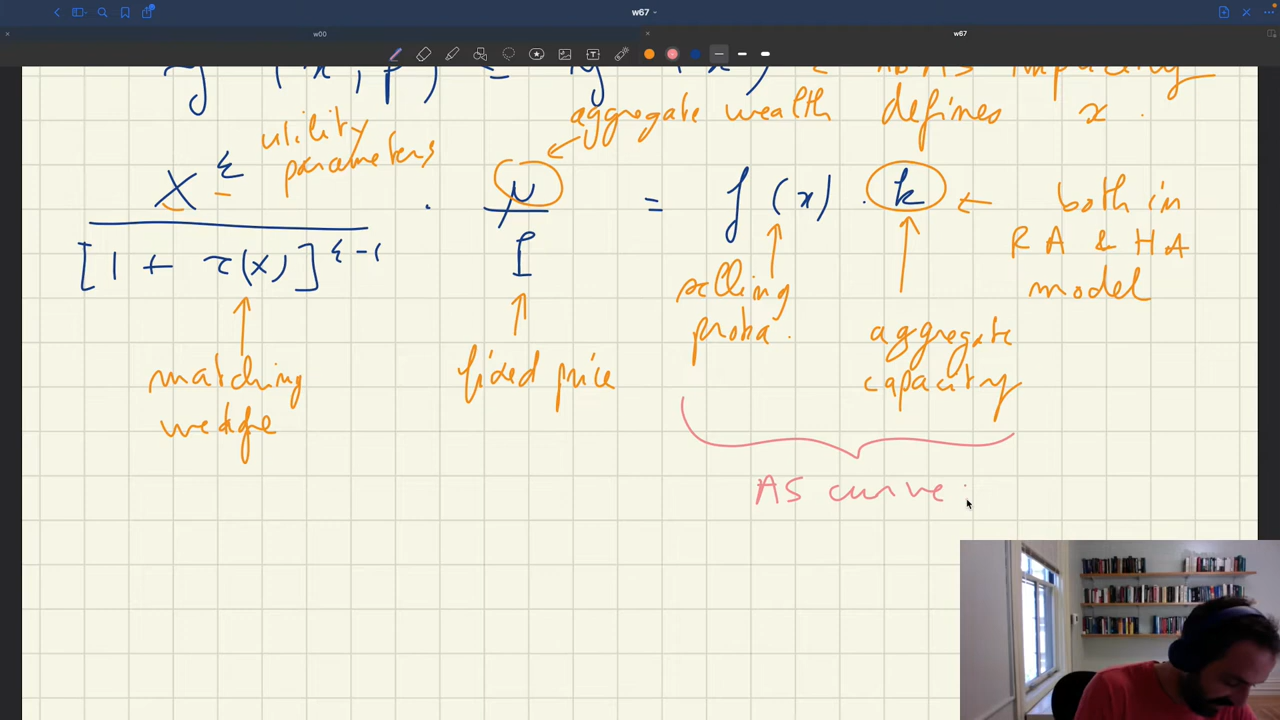 w67
w00
w67
aggregate wealth defines x.
utility
parameters
χ^ε / [1 + τ(x)]^{ε-1} · μ / P = f(x) · k ← both in
RA & HA
model
selling
proba.
aggregate
capacity
matching
wedge
fixed price
AS curve: